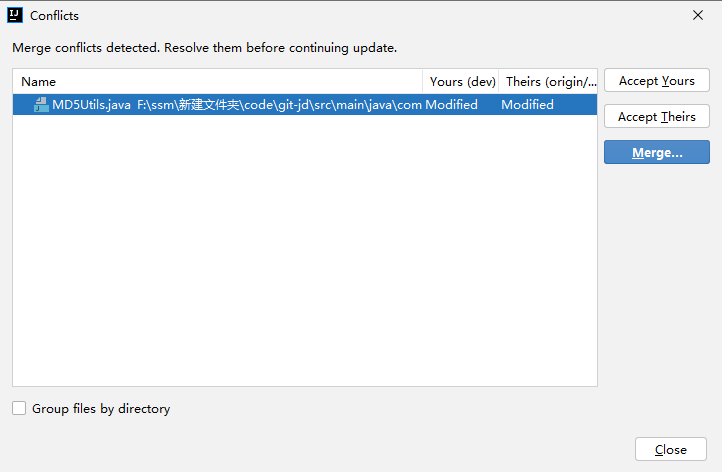 IJ Conflicts
Merge conflicts detected. Resolve them before continuing update.
Name Yours (dev) Theirs (origin/...
MD5Utils.java F:\ssm\新建文件夹\code\git-jd\src\main\java\com Modified Modified
Accept Yours
Accept Theirs
Merge...
Group files by directory
Close